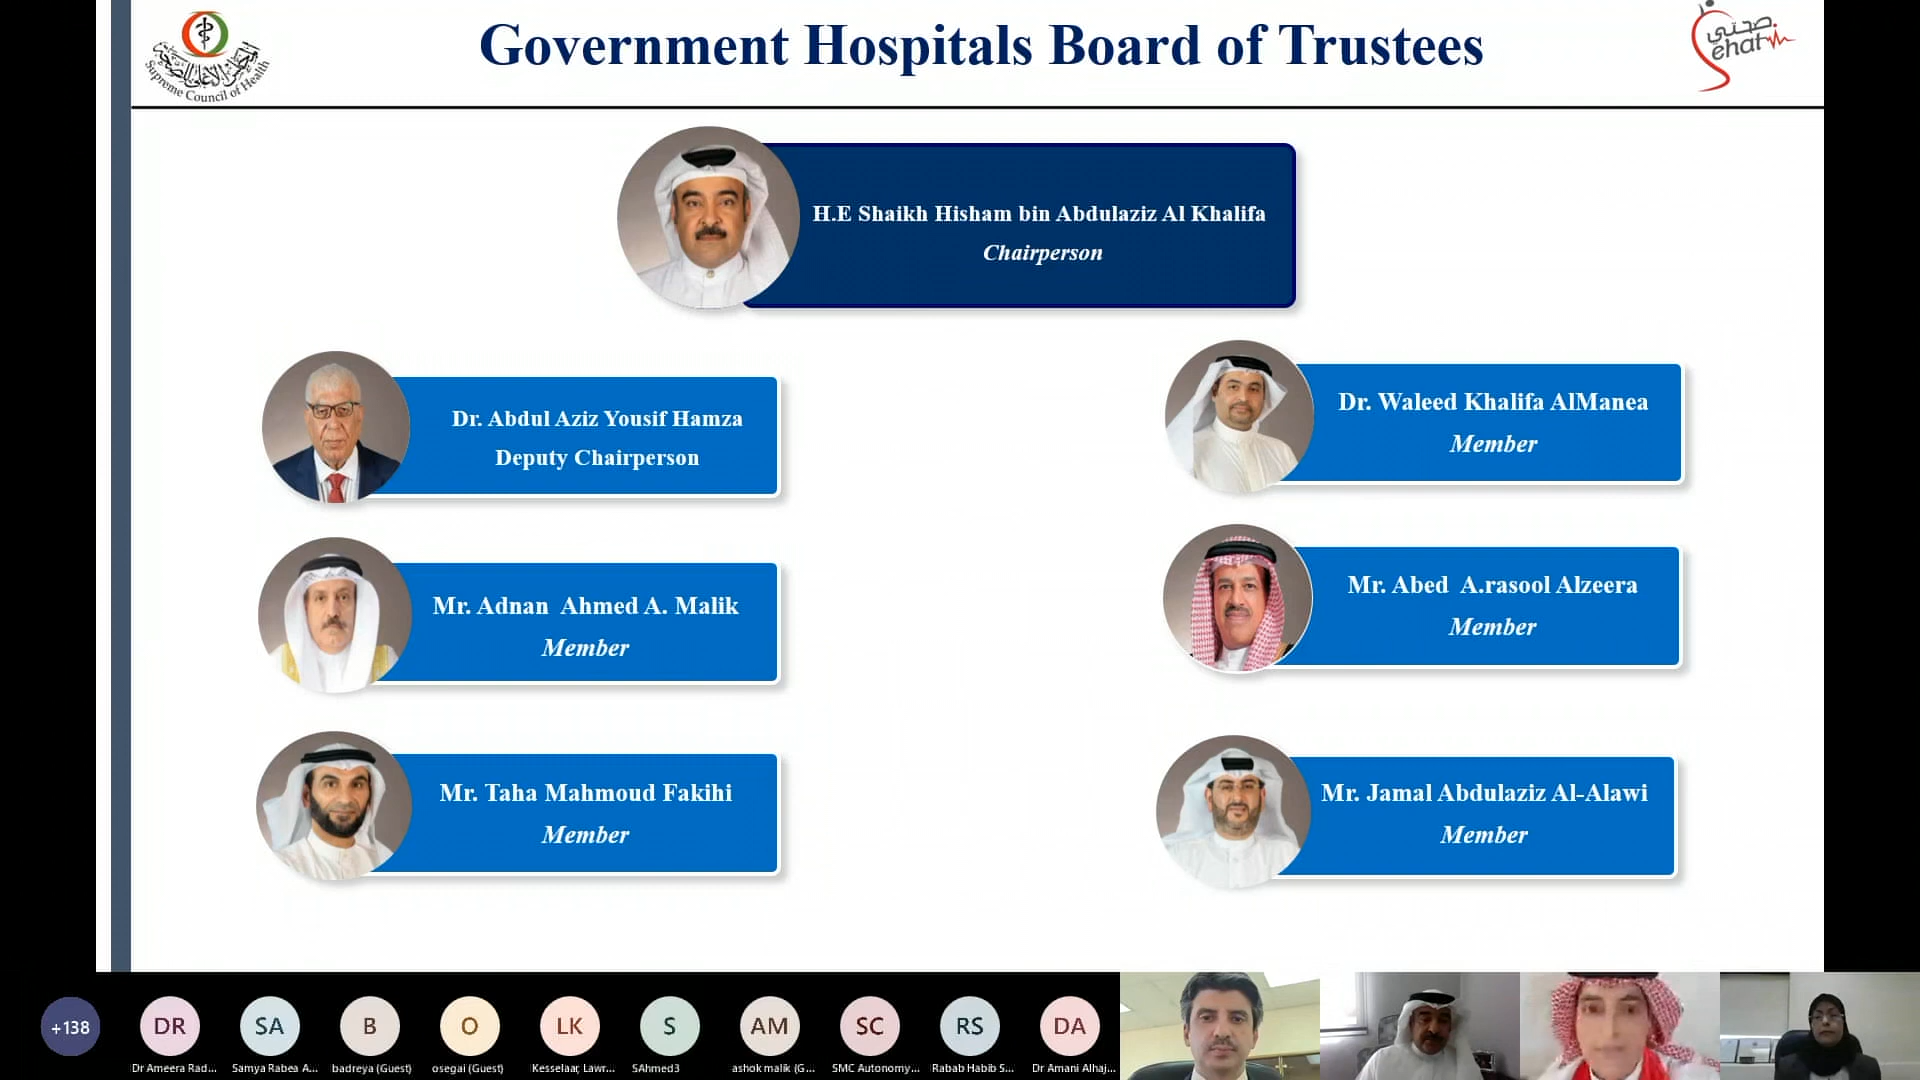 Government Hospitals Board of Trustees
Supreme Council of Health
صحتي
Sehati
H.E Shaikh Hisham bin Abdulaziz Al Khalifa
Chairperson
Dr. Abdul Aziz Yousif Hamza
Deputy Chairperson
Dr. Waleed Khalifa AlManea
Member
Mr. Adnan Ahmed A. Malik
Member
Mr. Abed A.rasool Alzeera
Member
Mr. Taha Mahmoud Fakihi
Member
Mr. Jamal Abdulaziz Al-Alawi
Member
+138
DR
SA
B
O
LK
S
AM
SC
RS
DA
Dr Ameera Rad...
Samya Rabea A...
badreya (Guest)
osegai (Guest)
Kesselaar, Lawr...
SAhmed3
ashok malik (G...
SMC Autonomy...
Rabab Habib S...
Dr Amani Alhaj...